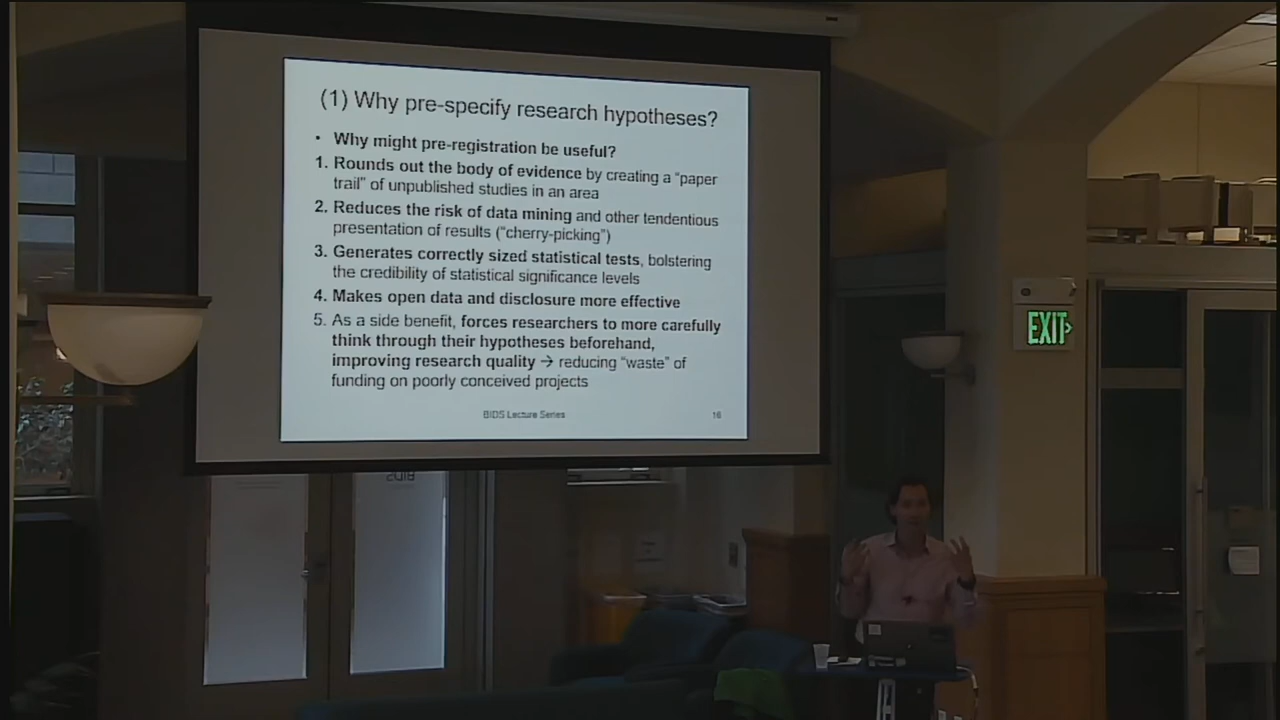 (1) Why pre-specify research hypotheses?
• Why might pre-registration be useful?
1. Rounds out the body of evidence by creating a “paper
trail” of unpublished studies in an area
2. Reduces the risk of data mining and other tendentious
presentation of results (“cherry-picking”)
3. Generates correctly sized statistical tests, bolstering
the credibility of statistical significance levels
4. Makes open data and disclosure more effective
5. As a side benefit, forces researchers to more carefully
think through their hypotheses beforehand,
improving research quality → reducing “waste” of
funding on poorly conceived projects
BIDS Lecture Series
16
EXIT